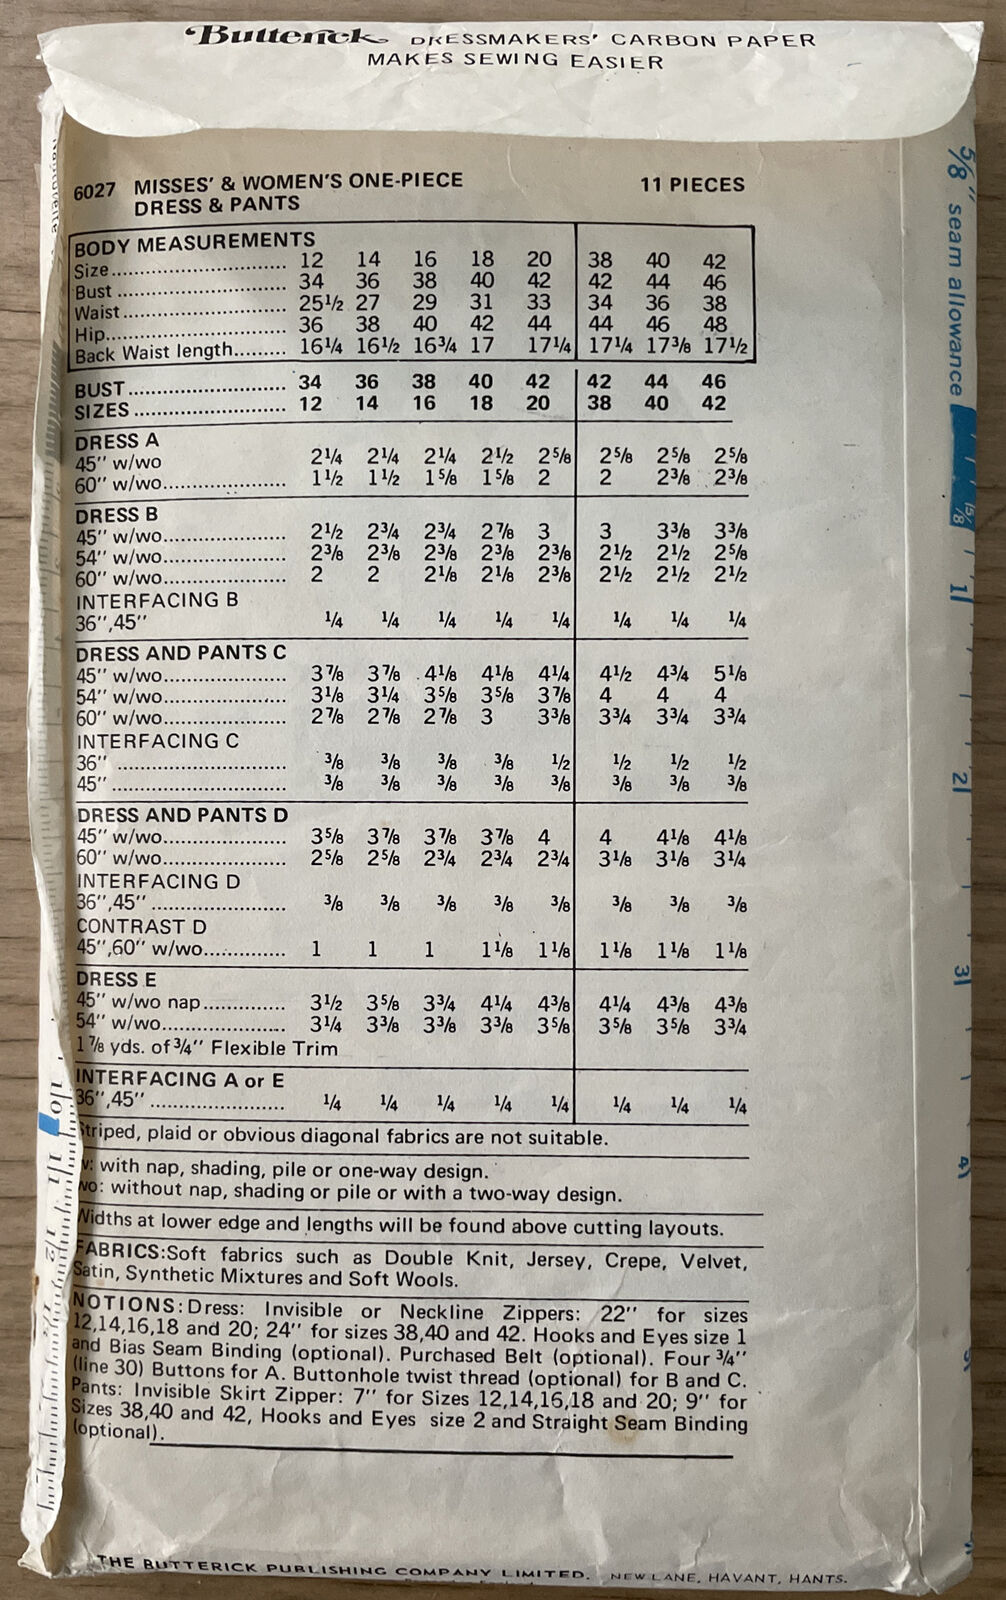 Butterick DRESSMAKERS' CARBON PAPER
MAKES SEWING EASIER
6027 MISSES' & WOMEN'S ONE-PIECE 11 PIECES
DRESS & PANTS
BODY MEASUREMENTS
Size.............................. 12 14 16 18 20 38 40 42
Bust ............................. 34 36 38 40 42 42 44 46
Waist............................ 25½ 27 29 31 33 34 36 38
Hip............................... 36 38 40 42 44 44 46 48
Back Waist length......... 16¼ 16½ 16¾ 17 17¼ 17¼ 17⅜ 17½
BUST........................... 34 36 38 40 42 42 44 46
SIZES .......................... 12 14 16 18 20 38 40 42
DRESS A
45" w/wo 2¼ 2¼ 2¼ 2½ 2⅝ 2⅝ 2⅝ 2⅝
60" w/wo..................... 1½ 1½ 1⅝ 1⅝ 2 2 2⅜ 2⅜
DRESS B
45" w/wo..................... 2½ 2¾ 2¾ 2⅞ 3 3 3⅜ 3⅜
54" w/wo..................... 2⅜ 2⅜ 2⅜ 2⅜ 2⅜ 2½ 2½ 2⅝
60" w/wo..................... 2 2 2⅛ 2⅛ 2⅜ 2½ 2½ 2½
INTERFACING B
36",45" ¼ ¼ ¼ ¼ ¼ ¼ ¼ ¼
DRESS AND PANTS C
45" w/wo..................... 3⅞ 3⅞ 4⅛ 4⅛ 4¼ 4½ 4¾ 5⅛
54" w/wo..................... 3⅛ 3¼ 3⅝ 3⅝ 3⅞ 4 4 4
60" w/wo..................... 2⅞ 2⅞ 2⅞ 3 3⅜ 3¾ 3¾ 3¾
INTERFACING C
36" ............................. ⅜ ⅜ ⅜ ⅜ ½ ½ ½ ½
45" .............................. ⅜ ⅜ ⅜ ⅜ ⅜ ⅜ ⅜ ⅜
DRESS AND PANTS D
45" w/wo..................... 3⅝ 3⅞ 3⅞ 3⅞ 4 4 4⅛ 4⅛
60" w/wo..................... 2⅝ 2⅝ 2¾ 2¾ 2¾ 3⅛ 3⅛ 3¼
INTERFACING D
36",45" ....................... ⅜ ⅜ ⅜ ⅜ ⅜ ⅜ ⅜ ⅜
CONTRAST D
45",60" w/wo.............. 1 1 1 1⅛ 1⅛ 1⅛ 1⅛ 1⅛
DRESS E
45" w/wo nap.............. 3½ 3⅝ 3¾ 4¼ 4⅜ 4¼ 4⅜ 4⅜
54" w/wo..................... 3¼ 3⅜ 3⅜ 3⅜ 3⅝ 3⅝ 3⅝ 3¾
1⅞ yds. of ¾" Flexible Trim
INTERFACING A or E
36",45" ....................... ¼ ¼ ¼ ¼ ¼ ¼ ¼ ¼
Striped, plaid or obvious diagonal fabrics are not suitable.
w: with nap, shading, pile or one-way design.
wo: without nap, shading or pile or with a two-way design.
Widths at lower edge and lengths will be found above cutting layouts.
FABRICS:Soft fabrics such as Double Knit, Jersey, Crepe, Velvet,
Satin, Synthetic Mixtures and Soft Wools.
NOTIONS: Dress: Invisible or Neckline Zippers: 22" for sizes
12,14,16,18 and 20; 24" for sizes 38,40 and 42. Hooks and Eyes size 1
and Bias Seam Binding (optional). Purchased Belt (optional). Four ¾"
(line 30) Buttons for A. Buttonhole twist thread (optional) for B and C.
Pants: Invisible Skirt Zipper: 7" for Sizes 12,14,16,18 and 20; 9" for
Sizes 38,40 and 42, Hooks and Eyes size 2 and Straight Seam Binding
(optional).
THE BUTTERICK PUBLISHING COMPANY LIMITED. NEW LANE, HAVANT, HANTS.
5/8" seam allowance
15/8
1
2
3
4
5